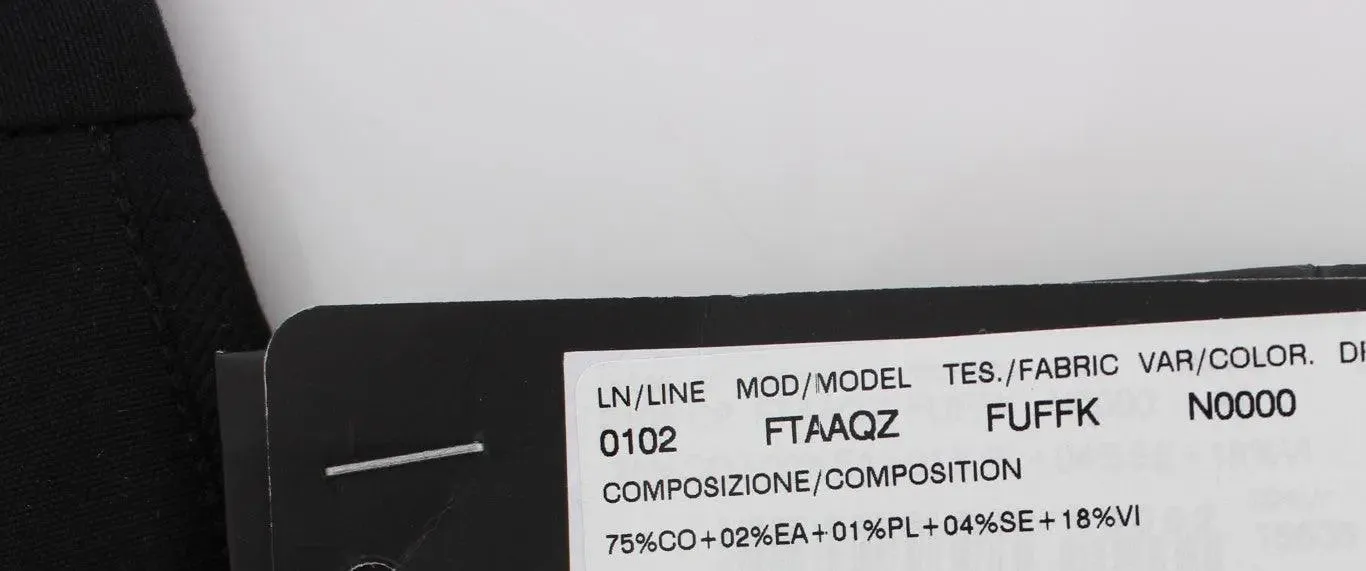 LN/LINE MOD/MODEL TES./FABRIC VAR/COLOR.
0102 FTAAQZ FUFFK N0000
COMPOSIZIONE/COMPOSITION
75%CO+02%EA+01%PL+04%SE+18%VI